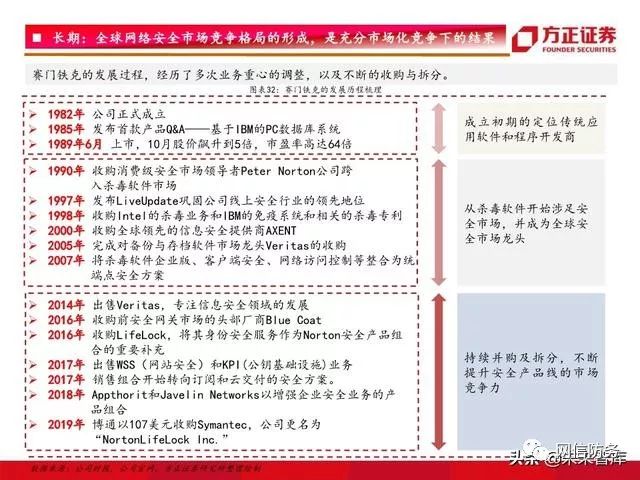 长期：全球网络安全市场竞争格局的形成，是充分市场化竞争下的结果
方正证券
FOUNDER SECURITIES
赛门铁克的发展过程，经历了多次业务重心的调整，以及不断的收购与拆分。
图表32：赛门铁克的发展历程梳理
1982年 公司正式成立
1985年 发布首款产品Q&A——基于IBM的PC数据库系统
1989年6月 上市，10月股价飙升到5倍，市盈率高达64倍
成立初期的定位传统应
用软件和程序开发商
1990年 收购消费级安全市场领导者Peter Norton公司跨
入杀毒软件市场
1997年 发布LiveUpdate巩固公司线上安全行业的领先地位
1998年 收购Intel的杀毒业务和IBM的免疫系统和相关的杀毒专利
2000年 收购全球领先的信息安全提供商AXENT
2005年 完成对备份与存档软件市场龙头Veritas的收购
2007年 将杀毒软件企业版、客户端安全、网络访问控制等整合为统一
端点安全方案
从杀毒软件开始涉足安
全市场，并成为全球安
全市场龙头
2014年 出售Veritas，专注信息安全领域的发展
2016年 收购前安全网关市场的头部厂商Blue Coat
2016年 收购LifeLock，将其身份安全服务作为Norton安全产品组
合的重要补充
2017年 出售WSS（网站安全）和KPI(公钥基础设施)业务
2017年 销售组合开始转向订阅和云交付的安全方案。
2018年 Appthorit和Javelin Networks以增强企业安全业务的产
品组合
2019年 博通以107美元收购Symantec，公司更名为
“NortonLifeLock Inc.”
持续并购及拆分，不断
提升安全产品线的市场
竞争力
数据来源：公司财报，公司官网，方正证券研究所整理绘制
网信防务
头条@未来智库